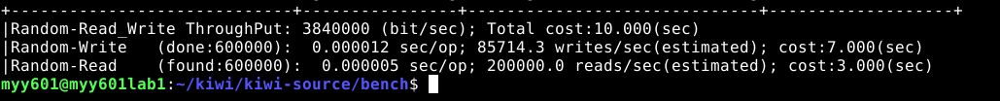 +-----------------------------+----------------+------------------------------+-------------------+
|Random-Read_Write ThroughPut: 3840000 (bit/sec); Total cost:10.000(sec)
|Random-Write   (done:600000):  0.000012 sec/op; 85714.3 writes/sec(estimated); cost:7.000(sec)
|Random-Read    (found:600000):  0.000005 sec/op; 200000.0 reads/sec(estimated); cost:3.000(sec)
myy601@myy601lab1:~/kiwi/kiwi-source/bench$